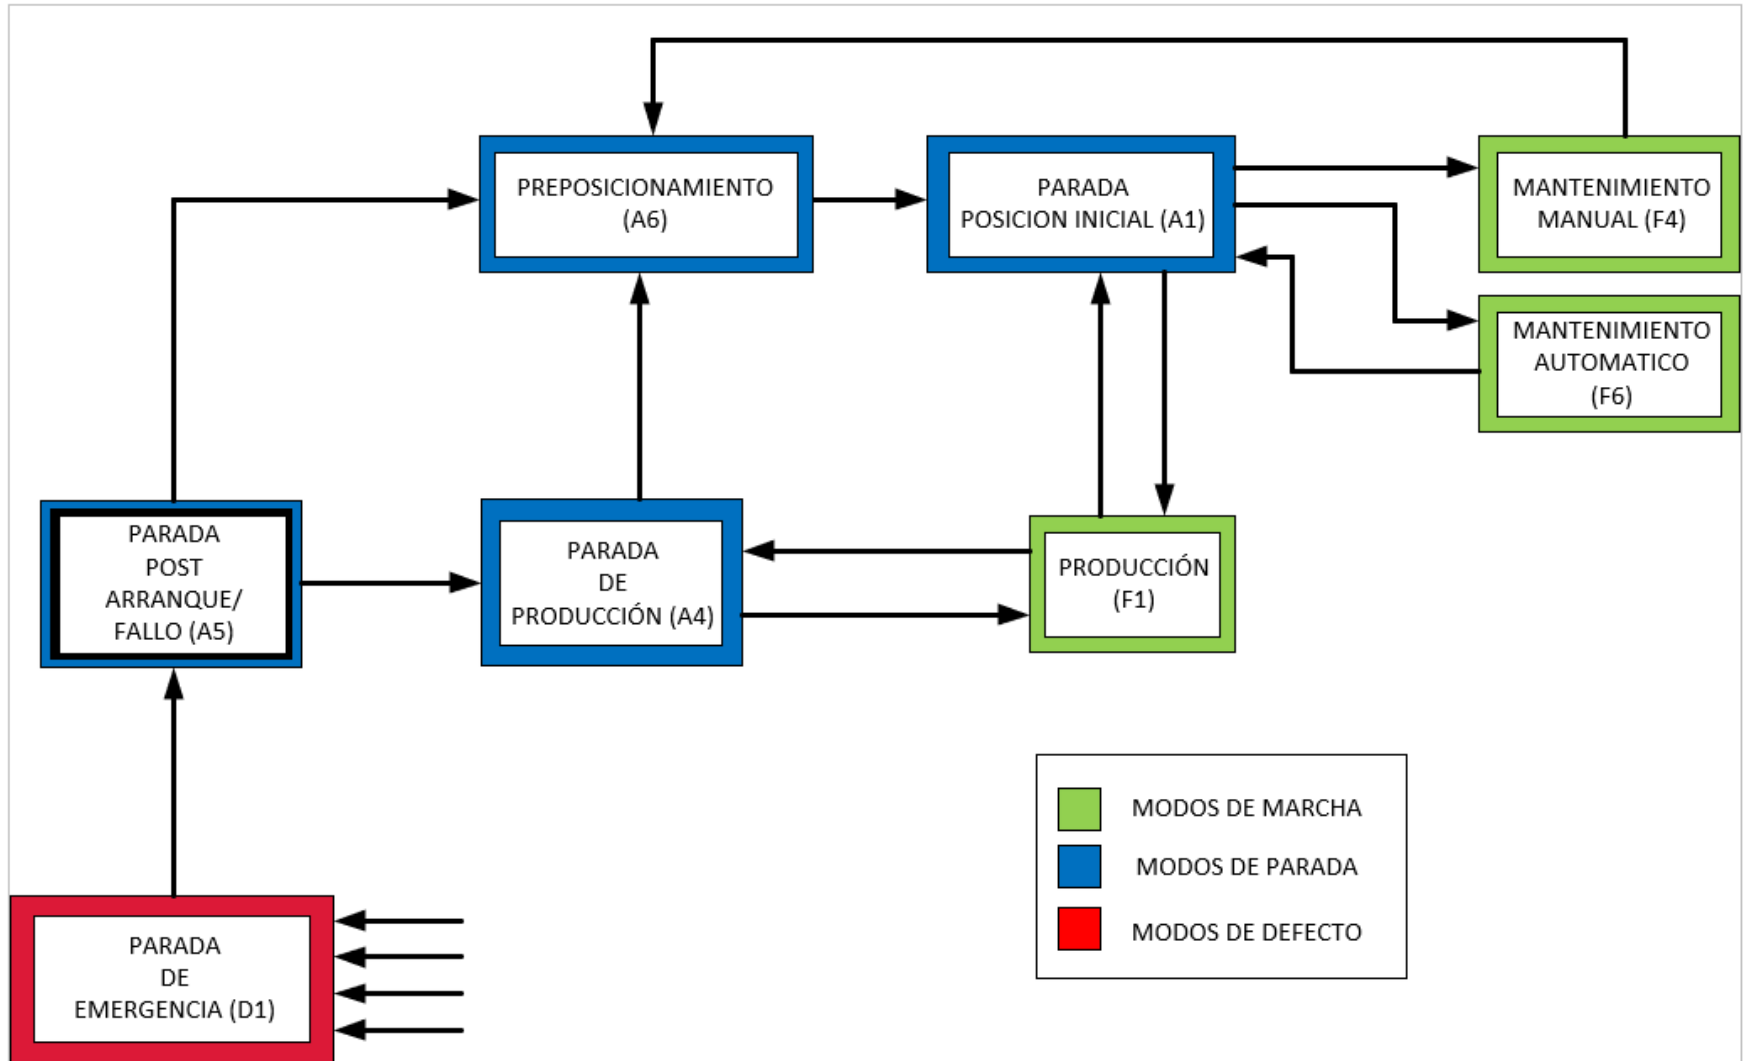 PREPOSICIONAMIENTO
(A6)
PARADA
POSICION INICIAL (A1)
MANTENIMIENTO
MANUAL (F4)
MANTENIMIENTO
AUTOMATICO
(F6)
PARADA
POST
ARRANQUE/
FALLO (A5)
PARADA
DE
PRODUCCIÓN (A4)
PRODUCCIÓN
(F1)
PARADA
DE
EMERGENCIA (D1)
MODOS DE MARCHA
MODOS DE PARADA
MODOS DE DEFECTO